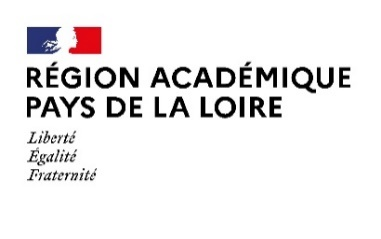 RÉGION ACADÉMIQUE
PAYS DE LA LOIRE
Liberté
Égalité
Fraternité